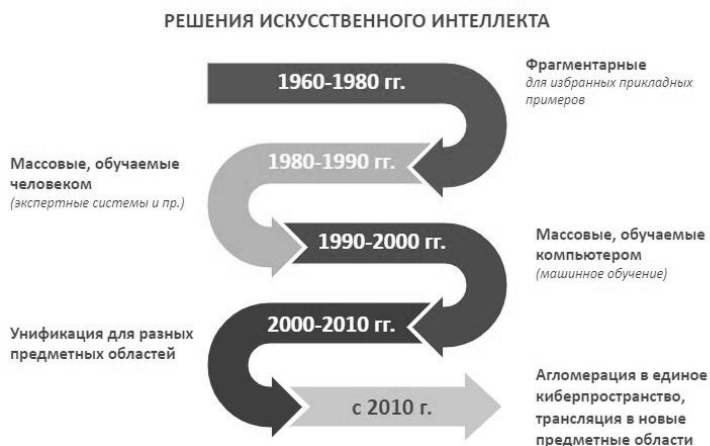 РЕШЕНИЯ ИСКУССТВЕННОГО ИНТЕЛЛЕКТА
1960-1980 гг.
Фрагментарные
для избранных прикладных
примеров
1980-1990 гг.
Массовые, обучаемые
человеком
(экспертные системы и пр.)
1990-2000 гг.
Массовые, обучаемые
компьютером
(машинное обучение)
2000-2010 гг.
Унификация для разных
предметных областей
с 2010 г.
Агломерация в единое
киберпространство,
трансляция в новые
предметные области